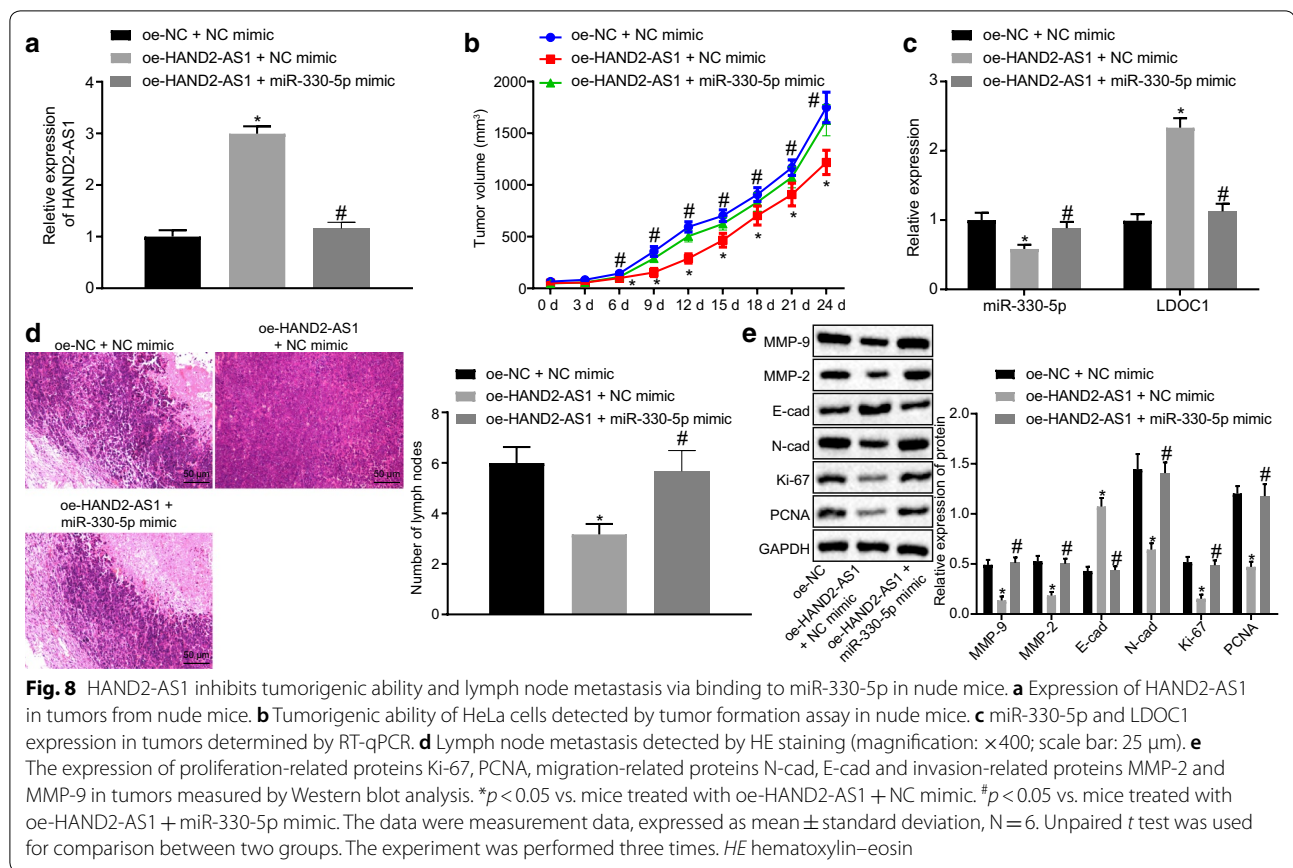 a
oe-NC + NC mimic
oe-HAND2-AS1 + NC mimic
oe-HAND2-AS1 + miR-330-5p mimic
Relative expression
of HAND2-AS1
4
3
2
1
0
*
#
b
oe-NC + NC mimic
oe-HAND2-AS1 + NC mimic
oe-HAND2-AS1 + miR-330-5p mimic
Tumor volume (mm³)
2000
1500
1000
500
0
# # # # # # #
* * * * * * *
0 d 3 d 6 d 9 d 12 d 15 d 18 d 21 d 24 d
c
oe-NC + NC mimic
oe-HAND2-AS1 + NC mimic
oe-HAND2-AS1 + miR-330-5p mimic
Relative expression
3
2
1
0
* # * #
miR-330-5p LDOC1
d
oe-NC + NC mimic
oe-HAND2-AS1
+ NC mimic
50 μm
50 μm
oe-HAND2-AS1 +
miR-330-5p mimic
50 μm
oe-NC + NC mimic
oe-HAND2-AS1 + NC mimic
oe-HAND2-AS1 + miR-330-5p mimic
Number of lymph nodes
8
6
4
2
0
*
#
e
MMP-9
MMP-2
E-cad
N-cad
Ki-67
PCNA
GAPDH
oe-NC
oe-HAND2-AS1
+ NC mimic
oe-HAND2-AS1 +
miR-330-5p mimic
oe-NC + NC mimic
oe-HAND2-AS1 + NC mimic
oe-HAND2-AS1 + miR-330-5p mimic
Relative expression of protein
2.0
1.5
1.0
0.5
0.0
* # * # * # * # * # * #
MMP-9 MMP-2 E-cad N-cad Ki-67 PCNA
Fig. 8 HAND2-AS1 inhibits tumorigenic ability and lymph node metastasis via binding to miR-330-5p in nude mice. a Expression of HAND2-AS1
in tumors from nude mice. b Tumorigenic ability of HeLa cells detected by tumor formation assay in nude mice. c miR-330-5p and LDOC1
expression in tumors determined by RT-qPCR. d Lymph node metastasis detected by HE staining (magnification: ×400; scale bar: 25 μm). e
The expression of proliferation-related proteins Ki-67, PCNA, migration-related proteins N-cad, E-cad and invasion-related proteins MMP-2 and
MMP-9 in tumors measured by Western blot analysis. *p < 0.05 vs. mice treated with oe-HAND2-AS1 + NC mimic. #p < 0.05 vs. mice treated with
oe-HAND2-AS1 + miR-330-5p mimic. The data were measurement data, expressed as mean ± standard deviation, N = 6. Unpaired t test was used
for comparison between two groups. The experiment was performed three times. HE hematoxylin–eosin